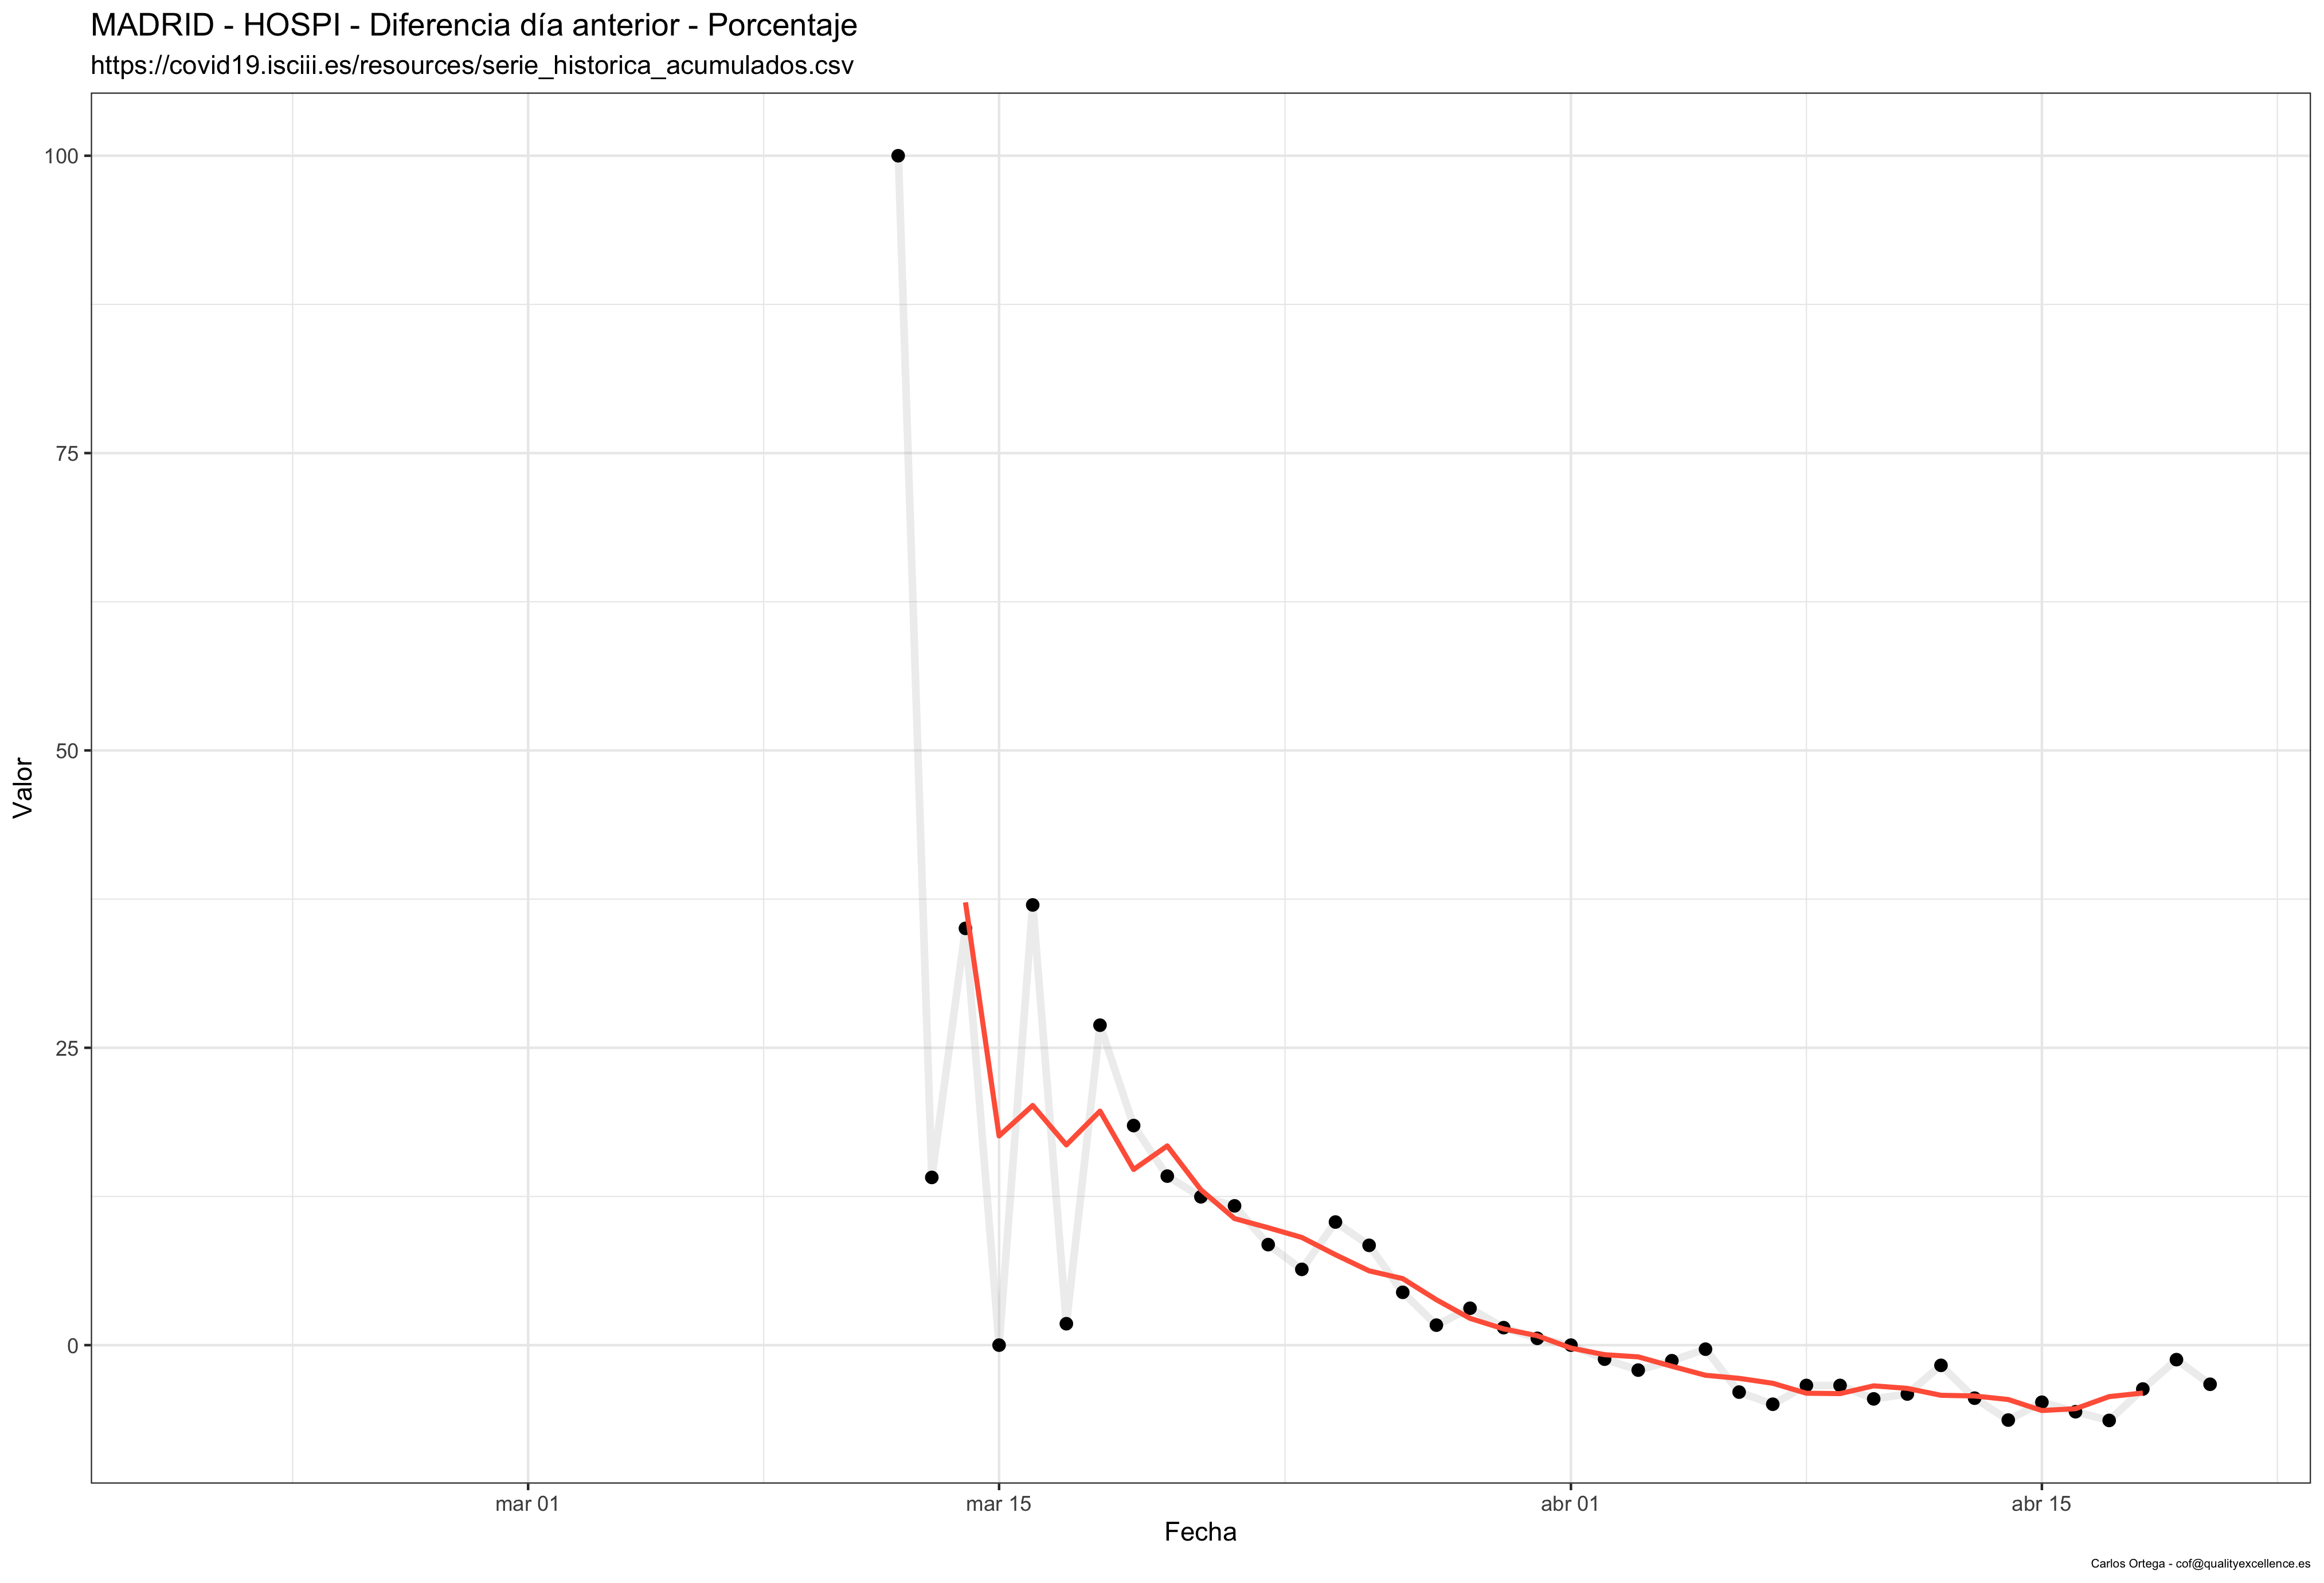 MADRID - HOSPI - Diferencia día anterior - Porcentaje
https://covid19.isciii.es/resources/serie_historica_acumulados.csv
100
75
50
25
0
Valor
mar 01
mar 15
abr 01
abr 15
Fecha
Carlos Ortega - cof@qualityexcellence.es